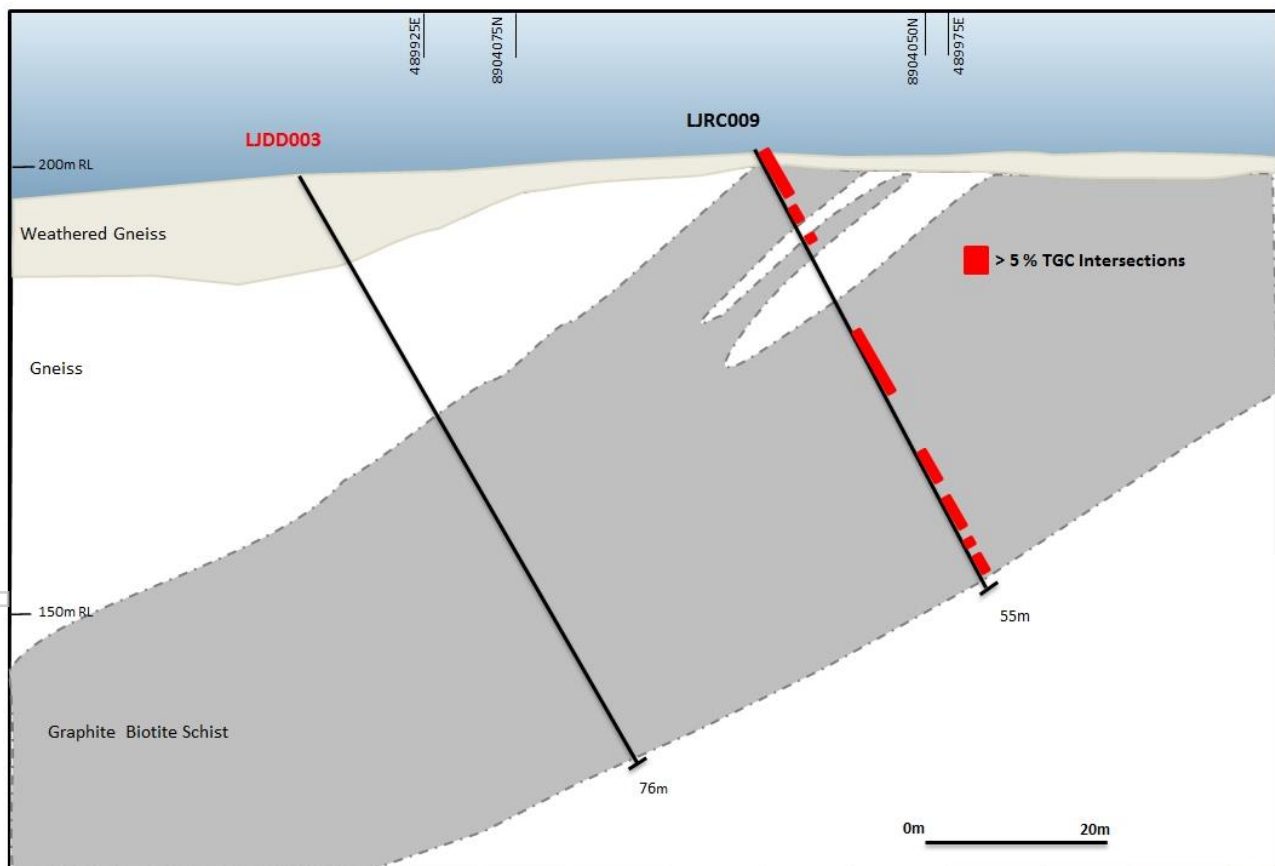 489925E
8904075N
8904050N
489975E
LJDD003
LJRC009
200m RL
Weathered Gneiss
> 5 % TGC Intersections
Gneiss
150m RL
55m
Graphite Biotite Schist
76m
0m
20m